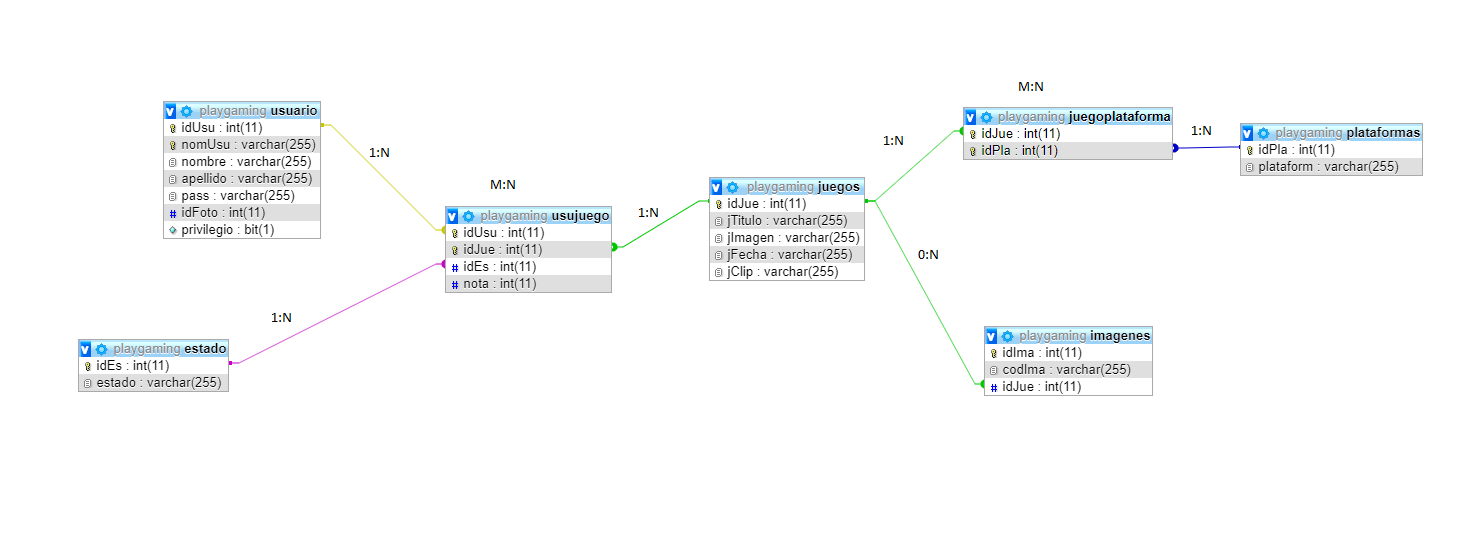 playgaming usuario
idUsu : int(11)
nomUsu : varchar(255)
nombre : varchar(255)
apellido : varchar(255)
pass : varchar(255)
# idFoto : int(11)
privilegio : bit(1)
1:N
playgaming estado
idEs : int(11)
estado : varchar(255)
1:N
M:N
playgaming usujuego
idUsu : int(11)
idJue : int(11)
# idEs : int(11)
# nota : int(11)
1:N
playgaming juegos
idJue : int(11)
jTitulo : varchar(255)
jImagen : varchar(255)
jFecha : varchar(255)
jClip : varchar(255)
1:N
0:N
M:N
playgaming juegoplataforma
idJue : int(11)
idPla : int(11)
1:N
playgaming plataformas
idPla : int(11)
plataform : varchar(255)
playgaming imagenes
idIma : int(11)
codIma : varchar(255)
# idJue : int(11)